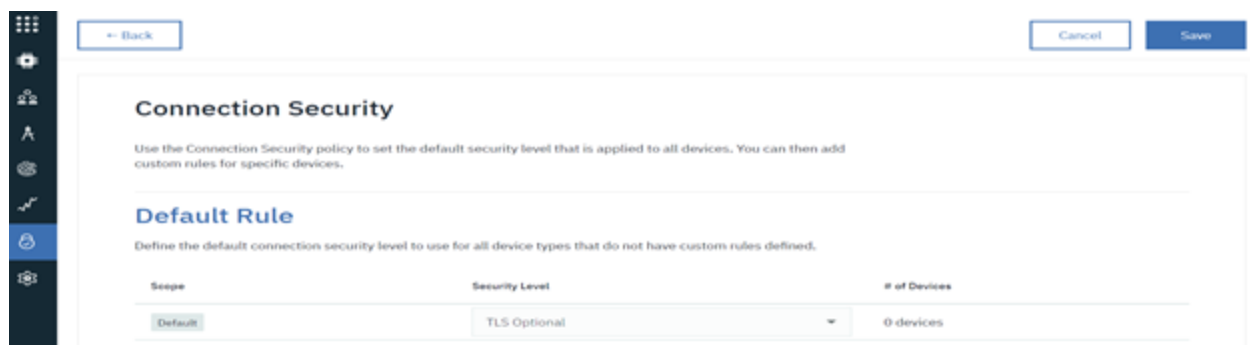 ← Back
Cancel
Save
Connection Security
Use the Connection Security policy to set the default security level that is applied to all devices. You can then add
custom rules for specific devices.
Default Rule
Define the default connection security level to use for all device types that do not have custom rules defined.
Scope Security Level # of Devices
Default TLS Optional 0 devices